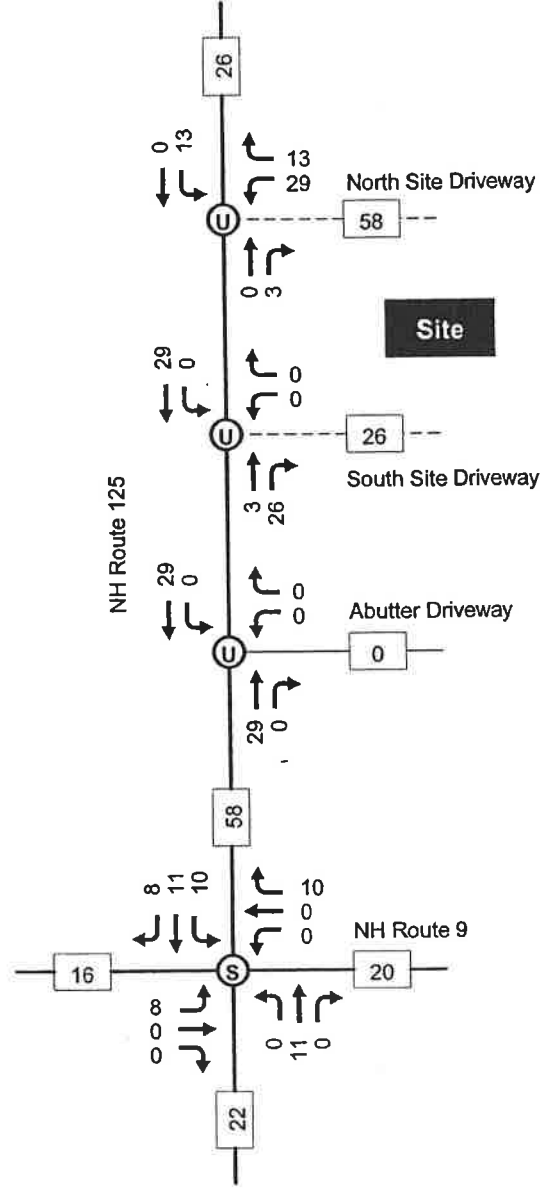 26
0 13
13
29
North Site Driveway
U
58
0 3
Site
29 0
0
0
U
26
3 26
South Site Driveway
NH Route 125
29 0
0
0
Abutter Driveway
U
0
29 0
58
8 11 10
10
0
0
NH Route 9
16
S
20
8
0
0
0 11 0
22